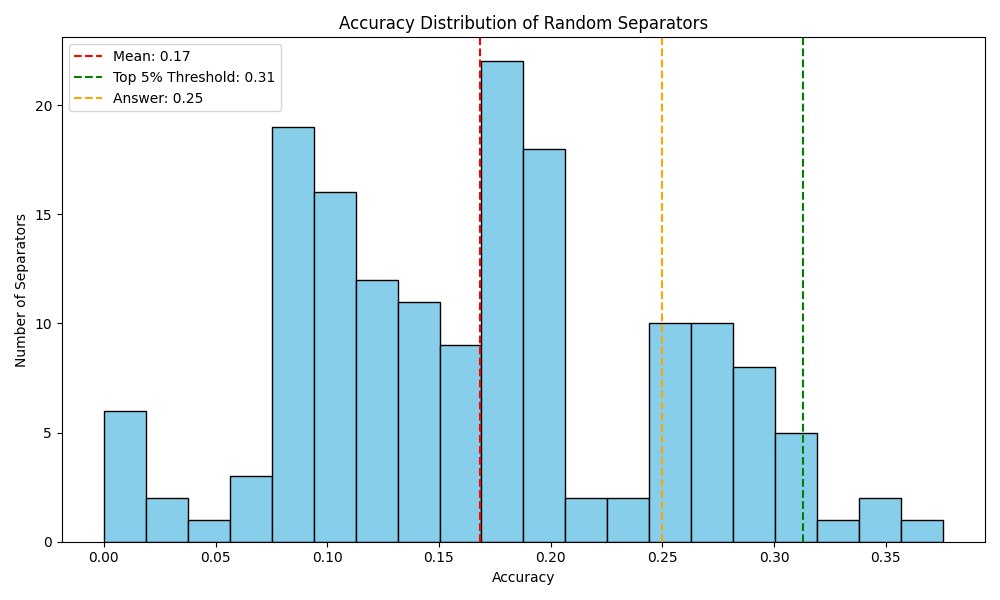 Accuracy Distribution of Random Separators
Mean: 0.17
Top 5% Threshold: 0.31
Answer: 0.25
Number of Separators
20
15
10
5
0
0.00 0.05 0.10 0.15 0.20 0.25 0.30 0.35
Accuracy